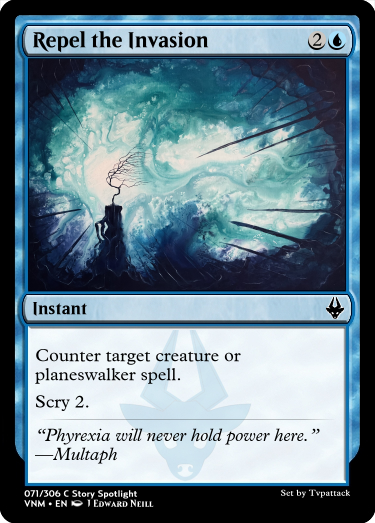 Repel the Invasion 2
Instant
Counter target creature or
planeswalker spell.
Scry 2.
“Phyrexia will never hold power here.”
—Multaph
071/306 C Story Spotlight
Set by Tvpattack
VNM • EN J Edward Neill